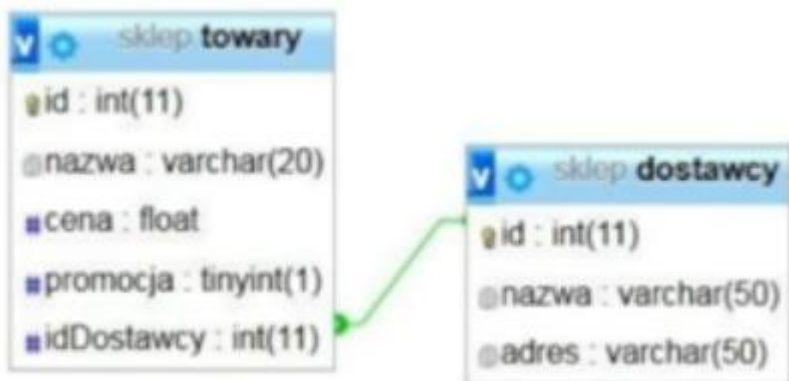 sklep towary
id : int(11)
nazwa : varchar(20)
cena : float
promocja : tinyint(1)
idDostawcy : int(11)
sklep dostawcy
id : int(11)
nazwa : varchar(50)
adres : varchar(50)